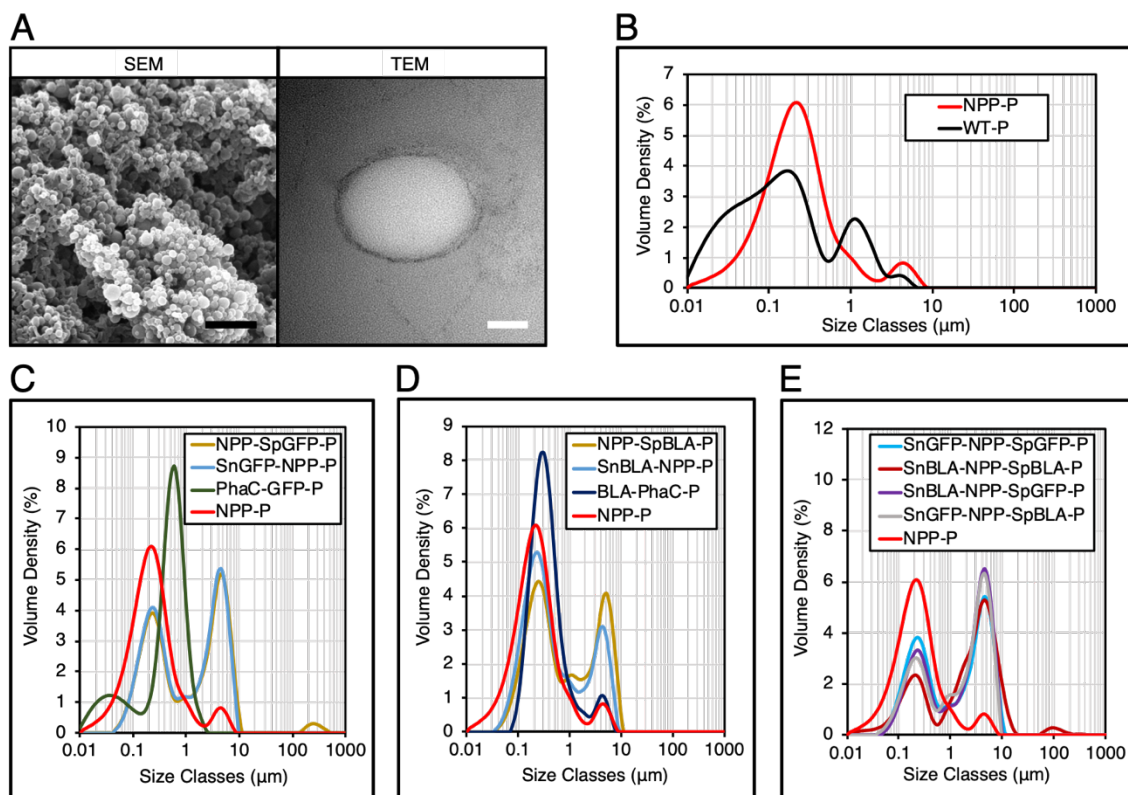 A
SEM
TEM
B
7
6
5
4
3
2
1
0
Volume Density (%)
NPP-P
WT-P
0.01 0.1 1 10 100 1000
Size Classes (µm)
C
10
9
8
7
6
5
4
3
2
1
0
Volume Density (%)
NPP-SpGFP-P
SnGFP-NPP-P
PhaC-GFP-P
NPP-P
0.01 0.1 1 10 100 1000
Size Classes (µm)
D
9
8
7
6
5
4
3
2
1
0
Volume Density (%)
NPP-SpBLA-P
SnBLA-NPP-P
BLA-PhaC-P
NPP-P
0.01 0.1 1 10 100 1000
Size Classes (µm)
E
12
10
8
6
4
2
0
Volume Density (%)
SnGFP-NPP-SpGFP-P
SnBLA-NPP-SpBLA-P
SnBLA-NPP-SpGFP-P
SnGFP-NPP-SpBLA-P
NPP-P
0.01 0.1 1 10 100 1000
Size Classes (µm)